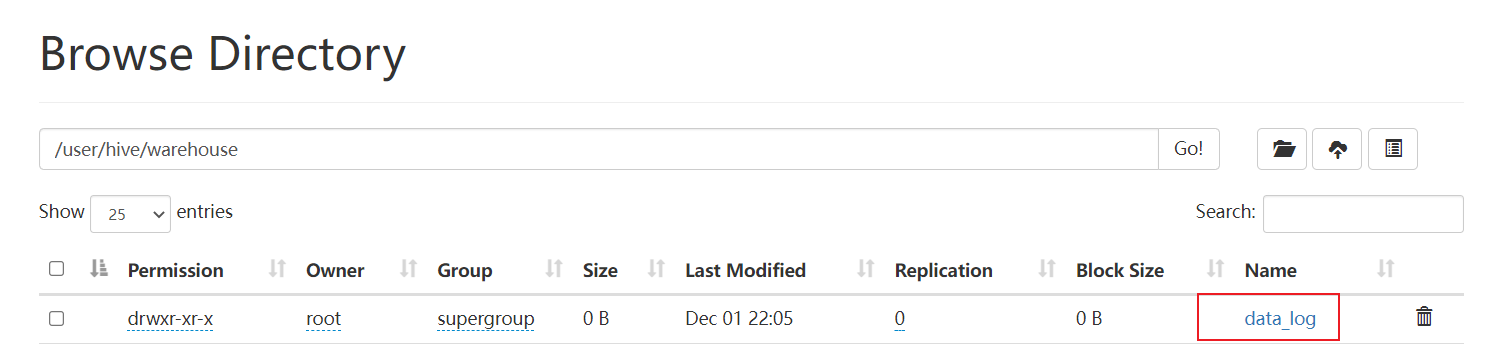 Browse Directory
/user/hive/warehouse Go!
Show 25 entries Search:
Permission Owner Group Size Last Modified Replication Block Size Name
drwxr-xr-x root supergroup 0 B Dec 01 22:05 0 0 B data_log